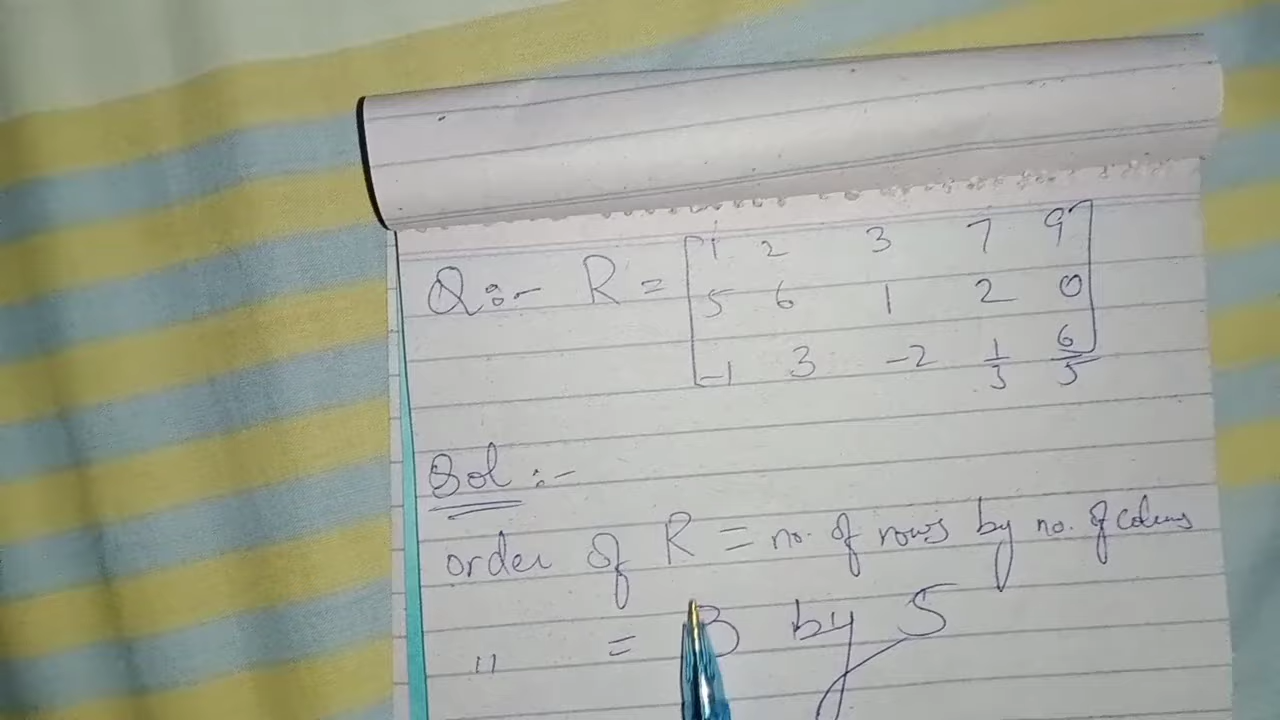 Q:- R = [1 2 3 7 9
5 6 1 2 0
-1 3 -2 1/3 6/5]
Sol :-
order of R = no. of rows by no. of colums
" = 3 by 5